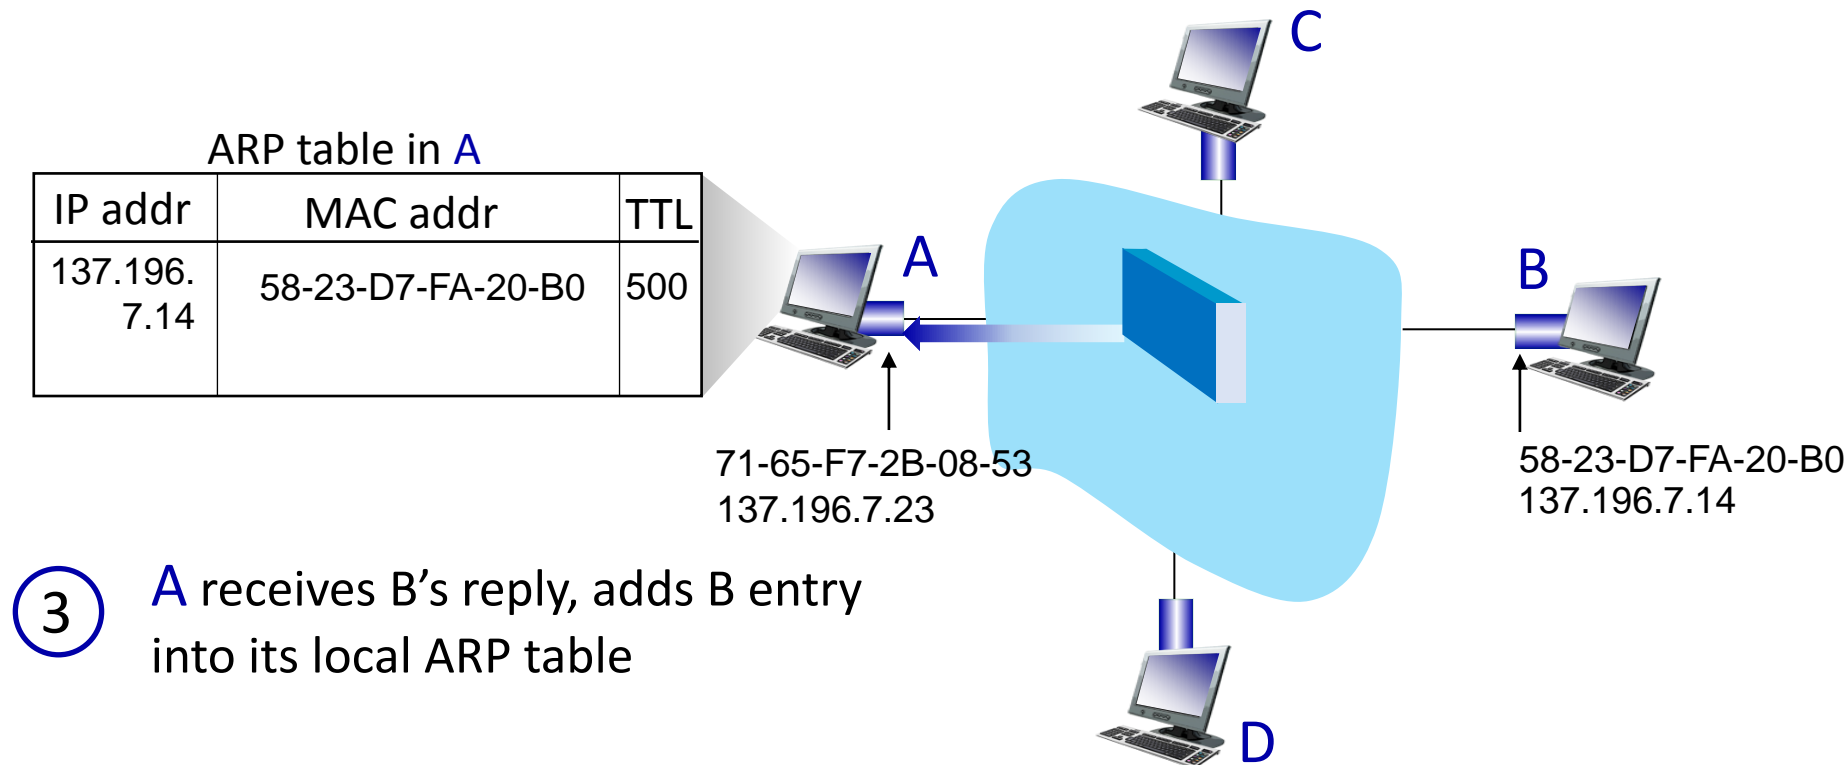 C
ARP table in A
IP addr MAC addr TTL
137.196.
7.14 58-23-D7-FA-20-B0 500
A
B
71-65-F7-2B-08-53
137.196.7.23
58-23-D7-FA-20-B0
137.196.7.14
3 A receives B’s reply, adds B entry
into its local ARP table
D